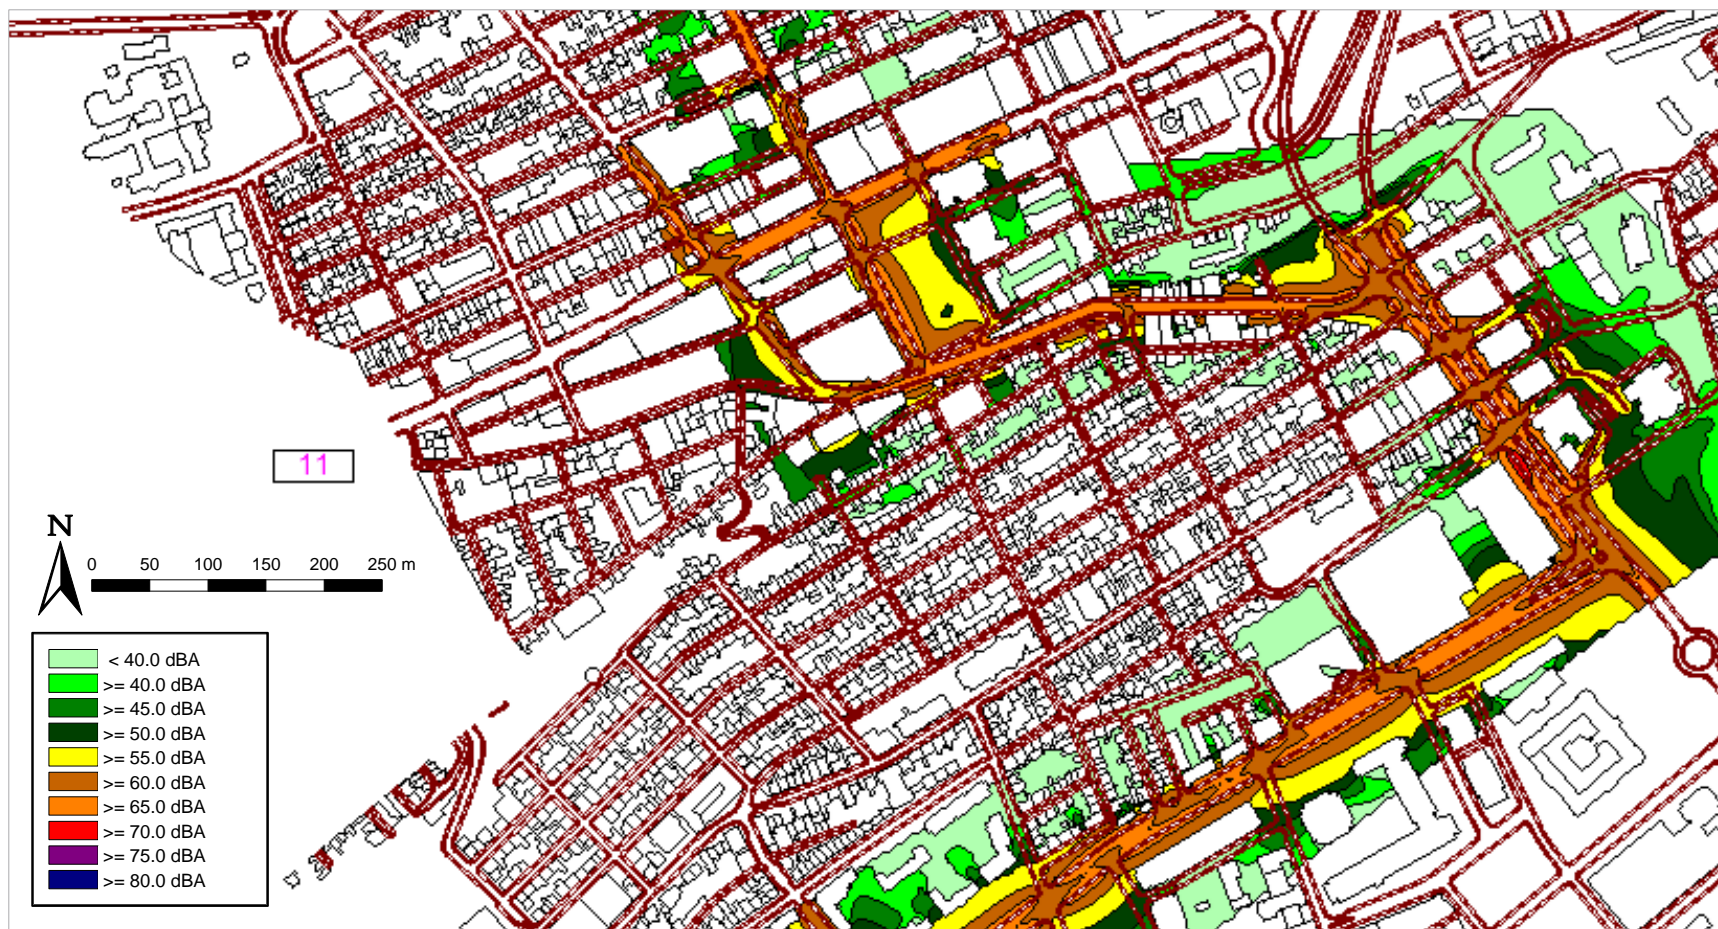 11
N
0 50 100 150 200 250 m
< 40.0 dBA
>= 40.0 dBA
>= 45.0 dBA
>= 50.0 dBA
>= 55.0 dBA
>= 60.0 dBA
>= 65.0 dBA
>= 70.0 dBA
>= 75.0 dBA
>= 80.0 dBA